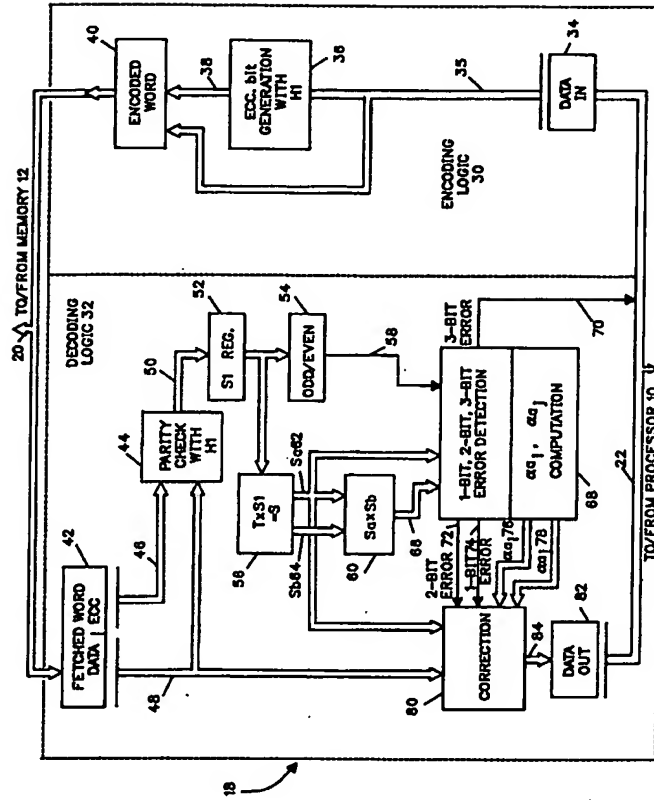 20
TO/FROM MEMORY 12
DECODING
LOGIC 32
42
FETCHED WORD
DATA | ECC
46
48
44
PARITY
CHECK
WITH
H1
50
52
S1 REG.
54
ODD/EVEN
58
56
TxS1
=S
Sa62
Sb64
60
SaxSb
66
1-BIT, 2-BIT, 3-BIT
ERROR DETECTION
αa i, αa j
COMPUTATION
68
3-BIT
ERROR
70
2-BIT
ERROR 72
1-BIT 74
ERROR
αa i 76
αa j 78
80
CORRECTION
84
82
DATA
OUT
22
TO/FROM PROCESSOR 10
18
40
ENCODED
WORD
38
36
ECC. bit
GENERATION
WITH
H1
35
34
DATA
IN
ENCODING
LOGIC
30